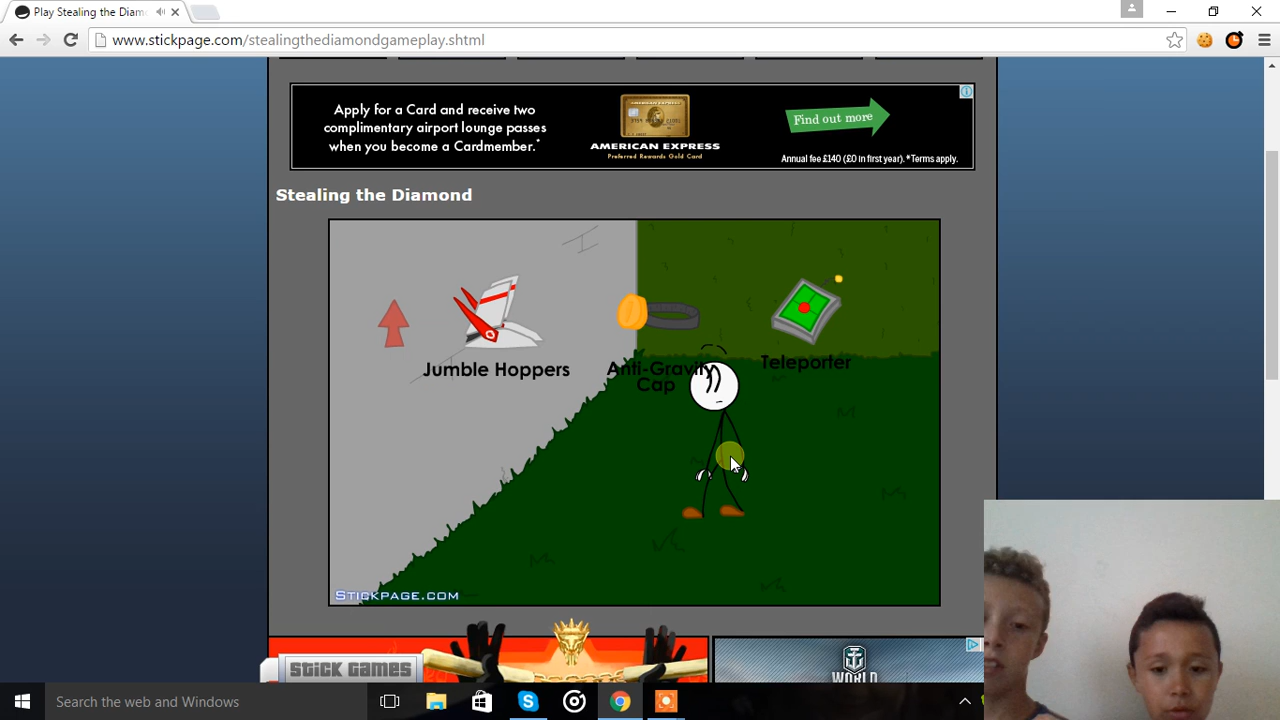 Play Stealing the Diam
www.stickpage.com/stealingthediamondgameplay.shtml
Apply for a Card and receive two
complimentary airport lounge passes
when you become a Cardmember.*
AMERICAN EXPRESS
AMERICAN EXPRESS
Preferred Rewards Gold Card
Find out more
Annual fee £140 (£0 in first year). *Terms apply.
Stealing the Diamond
Jumble Hoppers
Anti-Gravity
Cap
Teleporter
STICKPAGE.COM
STICK GAMES
WORLD
Search the web and Windows